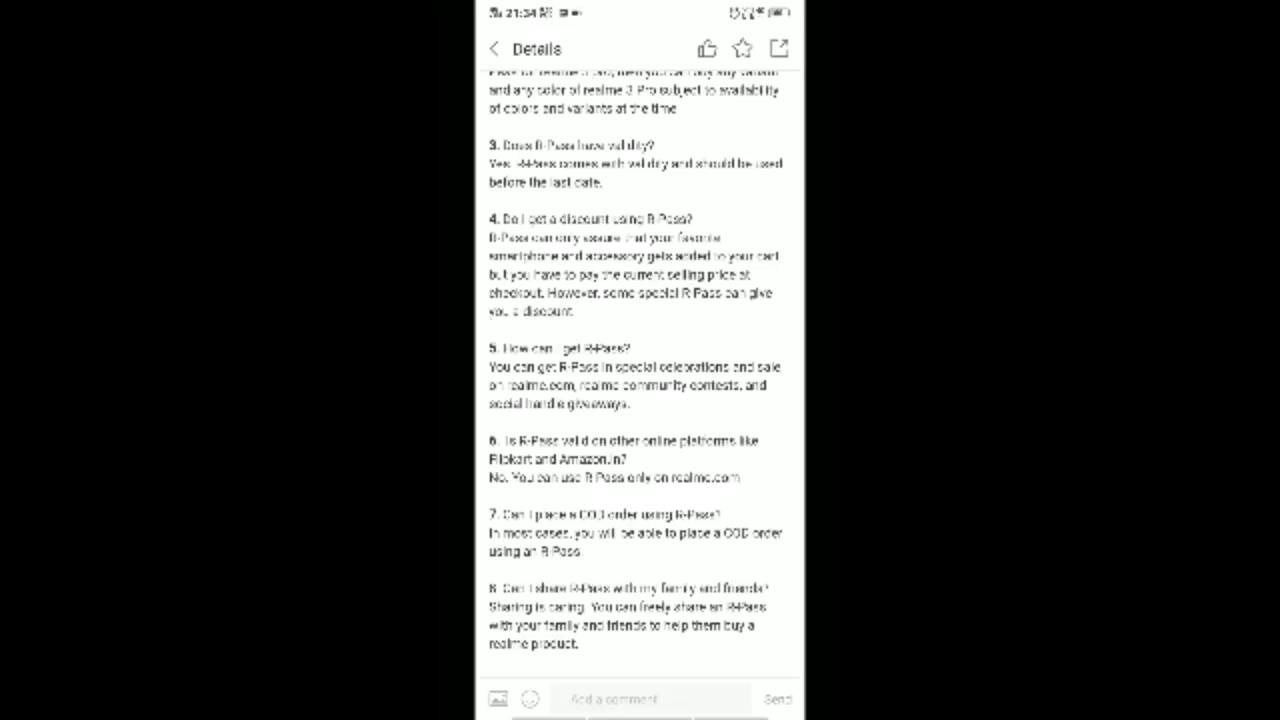 21:34
Details
and any color of realme 3 Pro subject to availability
of colors and variants at the time
3. Does R-Pass have validity?
Yes. R-Pass comes with validity and should be used
before the last date.
4. Do I get a discount using R-Pass?
R-Pass can only assure that your favorite
smartphone and accessory gets added to your cart
but you have to pay the current selling price at
checkout. However, some special R-Pass can give
you a discount.
5. How can I get R-Pass?
You can get R-Pass in special celebrations and sale
on realme.com, realme community contests, and
social handle giveaways.
6. Is R-Pass valid on other online platforms like
Flipkart and Amazon.in?
No. You can use R-Pass only on realme.com
7. Can I place a COD order using R-Pass?
In most cases, you will be able to place a COD order
using an R-Pass.
8. Can I share R-Pass with my family and friends?
Sharing is caring. You can freely share an R-Pass
with your family and friends to help them buy a
realme product.
Add a comment
Send